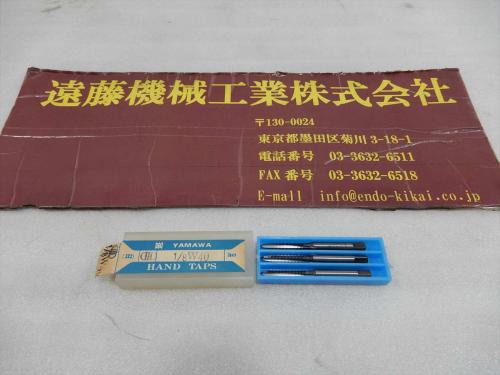 遠藤機械工業株式会社
〒130-0024
東京都墨田区菊川 3-18-1
電話番号 03-3632-6511
FAX 番号 03-3632-6518
E-mail info@endo-kikai.co.jp
YAMAWA
1/8W40
HAND TAPS